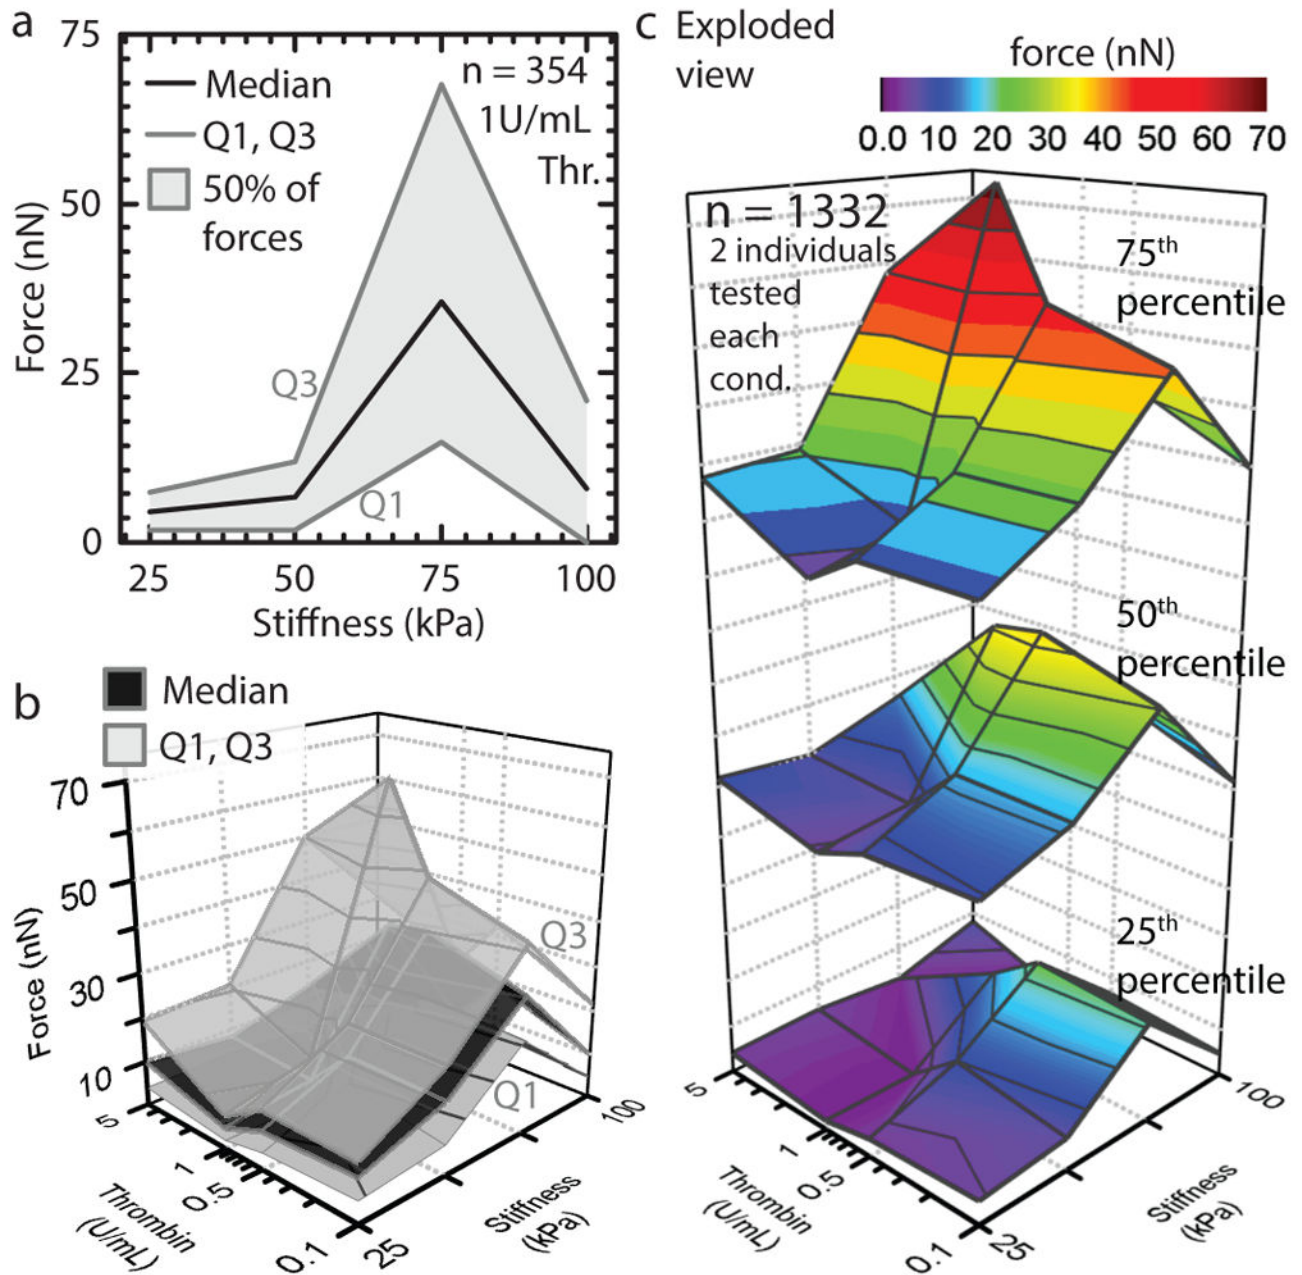 a
75
50
25
0
Force (nN)
Median
Q1, Q3
50% of
forces
n = 354
1U/mL
Thr.
Q3
Q1
25 50 75 100
Stiffness (kPa)
b
Median
Q1, Q3
70
50
30
10
Force (nN)
Q3
Q1
5
1
0.5
0.1
Thrombin
(U/mL)
25
100
Stiffness
(kPa)
c Exploded
view
force (nN)
0.0 10 20 30 40 50 60 70
n = 1332
2 individuals
tested
each
cond.
75th
percentile
50th
percentile
25th
percentile
5
1
0.5
0.1
Thrombin
(U/mL)
25
100
Stiffness
(kPa)